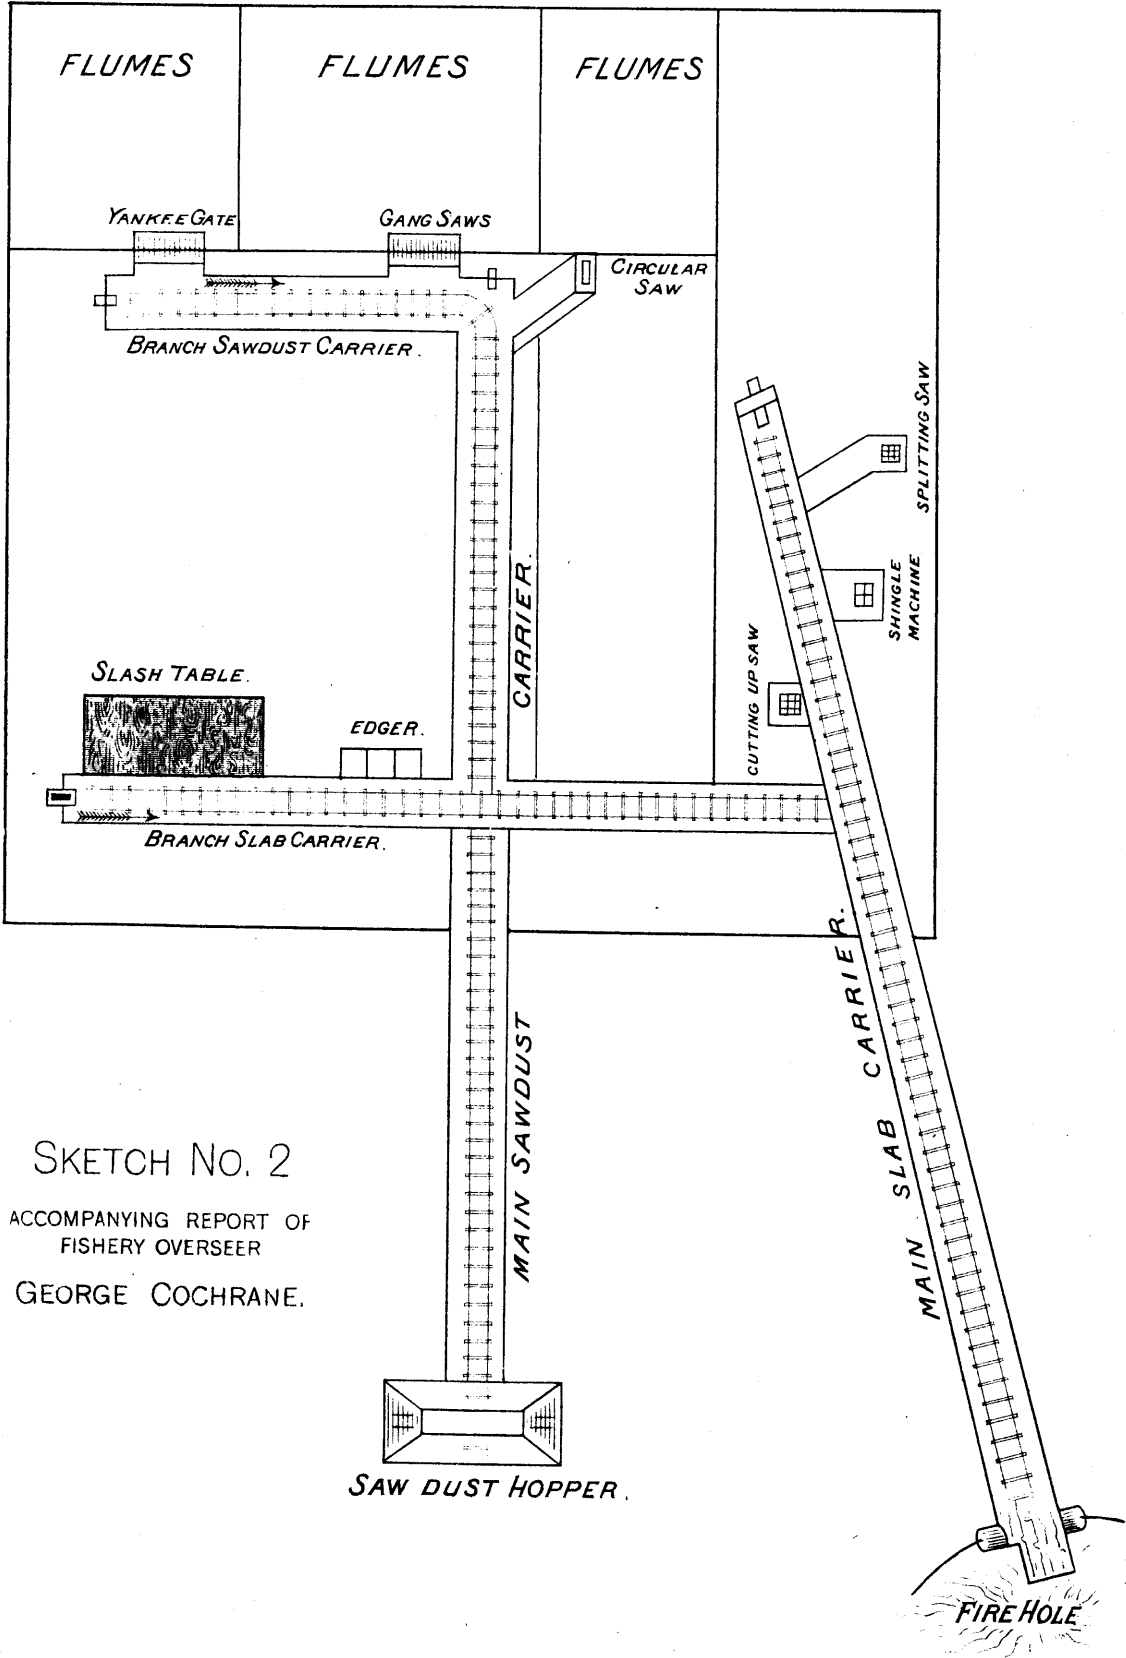 FLUMES
FLUMES
FLUMES
YANKEE GATE
GANG SAWS
CIRCULAR
SAW
BRANCH SAWDUST CARRIER.
SPLITTING SAW
SHINGLE
MACHINE
CUTTING UP SAW
SLASH TABLE.
EDGER.
BRANCH SLAB CARRIER.
MAIN SAWDUST CARRIER.
MAIN SLAB CARRIER.
SKETCH NO. 2
ACCOMPANYING REPORT OF
FISHERY OVERSEER
GEORGE COCHRANE.
SAW DUST HOPPER.
FIRE HOLE